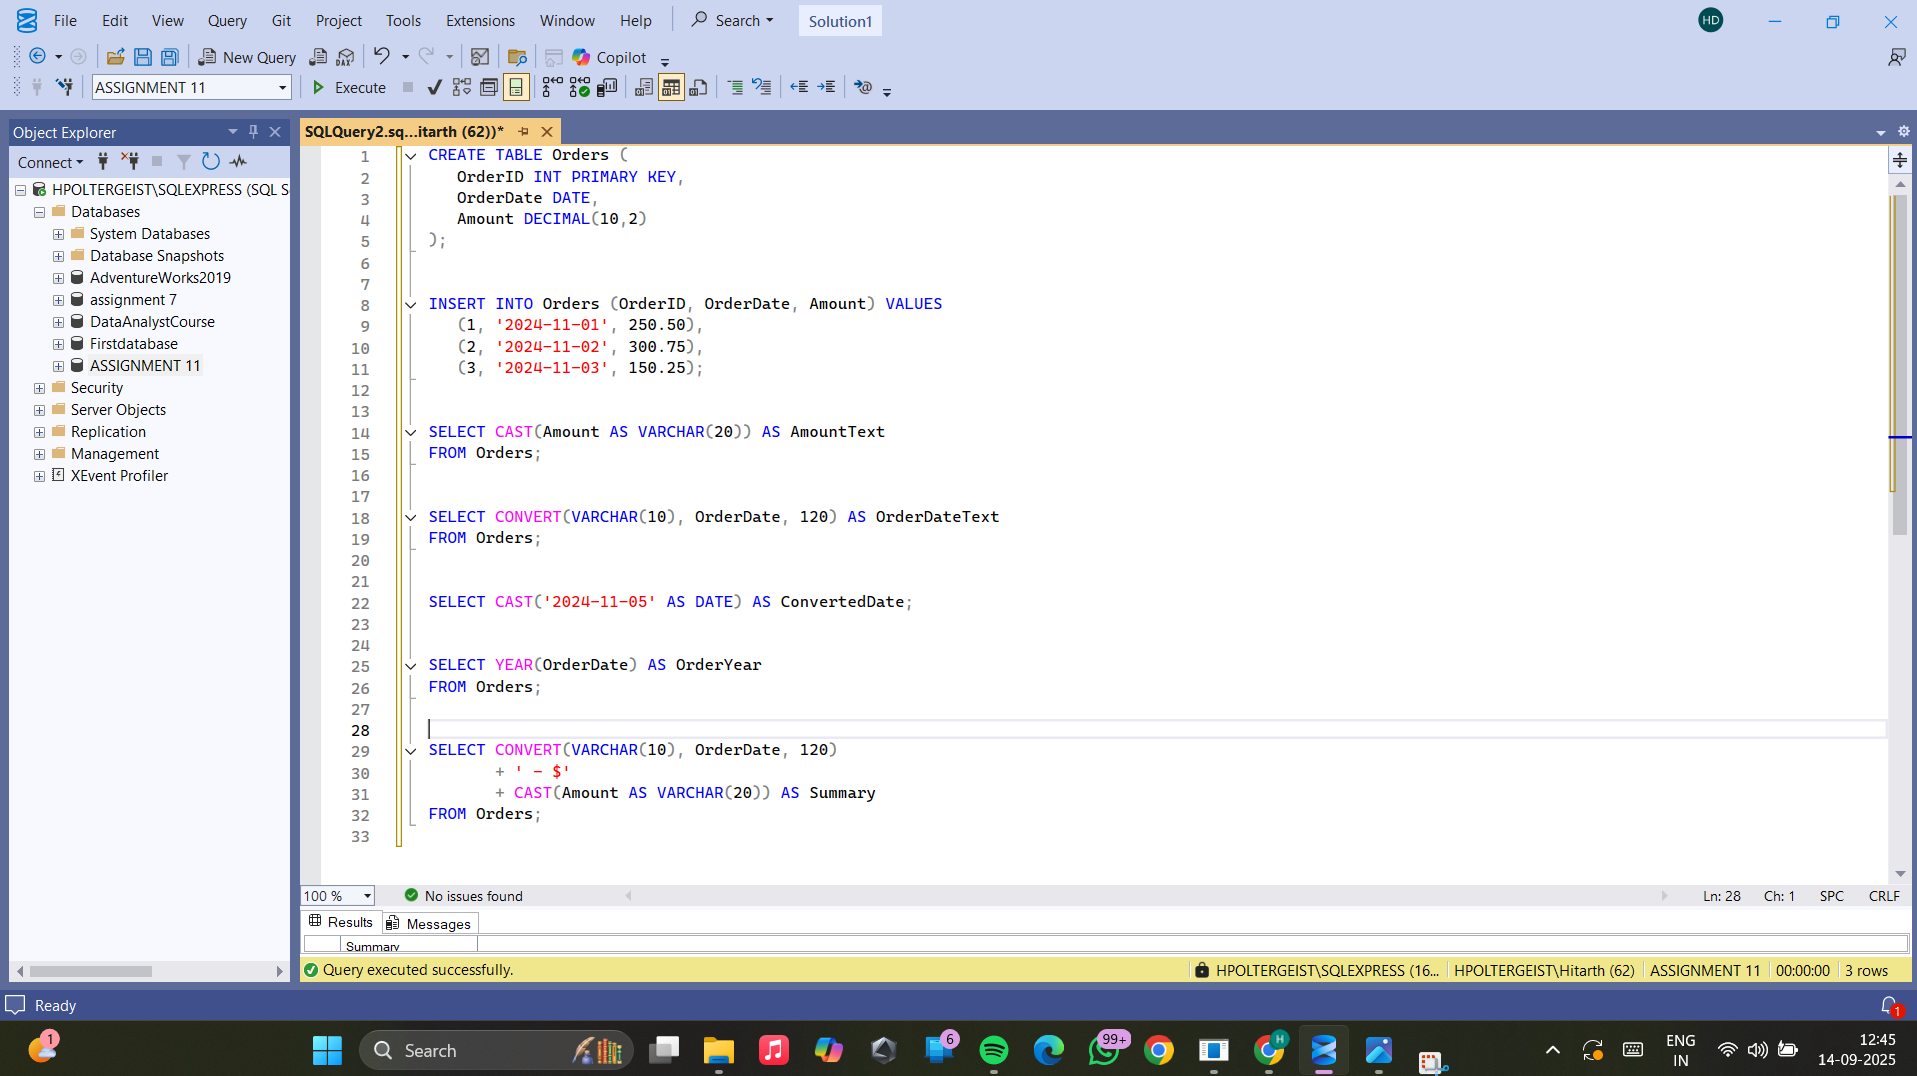 File Edit View Query Git Project Tools Extensions Window Help Search Solution1 HD
New Query DAX Copilot
ASSIGNMENT 11 Execute
Object Explorer
Connect
HPOLTERGEIST\SQLEXPRESS (SQL S
Databases
System Databases
Database Snapshots
AdventureWorks2019
assignment 7
DataAnalystCourse
Firstdatabase
ASSIGNMENT 11
Security
Server Objects
Replication
Management
XEvent Profiler
SQLQuery2.sq...itarth (62))*
1 CREATE TABLE Orders (
2 OrderID INT PRIMARY KEY,
3 OrderDate DATE,
4 Amount DECIMAL(10,2)
5 );
6
7
8 INSERT INTO Orders (OrderID, OrderDate, Amount) VALUES
9 (1, '2024-11-01', 250.50),
10 (2, '2024-11-02', 300.75),
11 (3, '2024-11-03', 150.25);
12
13
14 SELECT CAST(Amount AS VARCHAR(20)) AS AmountText
15 FROM Orders;
16
17
18 SELECT CONVERT(VARCHAR(10), OrderDate, 120) AS OrderDateText
19 FROM Orders;
20
21
22 SELECT CAST('2024-11-05' AS DATE) AS ConvertedDate;
23
24
25 SELECT YEAR(OrderDate) AS OrderYear
26 FROM Orders;
27
28
29 SELECT CONVERT(VARCHAR(10), OrderDate, 120)
30 + ' - $'
31 + CAST(Amount AS VARCHAR(20)) AS Summary
32 FROM Orders;
33
100 % No issues found Ln: 28 Ch: 1 SPC CRLF
Results Messages
Summary
Query executed successfully. HPOLTERGEIST\SQLEXPRESS (16... HPOLTERGEIST\Hitarth (62) ASSIGNMENT 11 00:00:00 3 rows
Ready 1
1 Search 6 99+ H ENG IN 12:45
14-09-2025